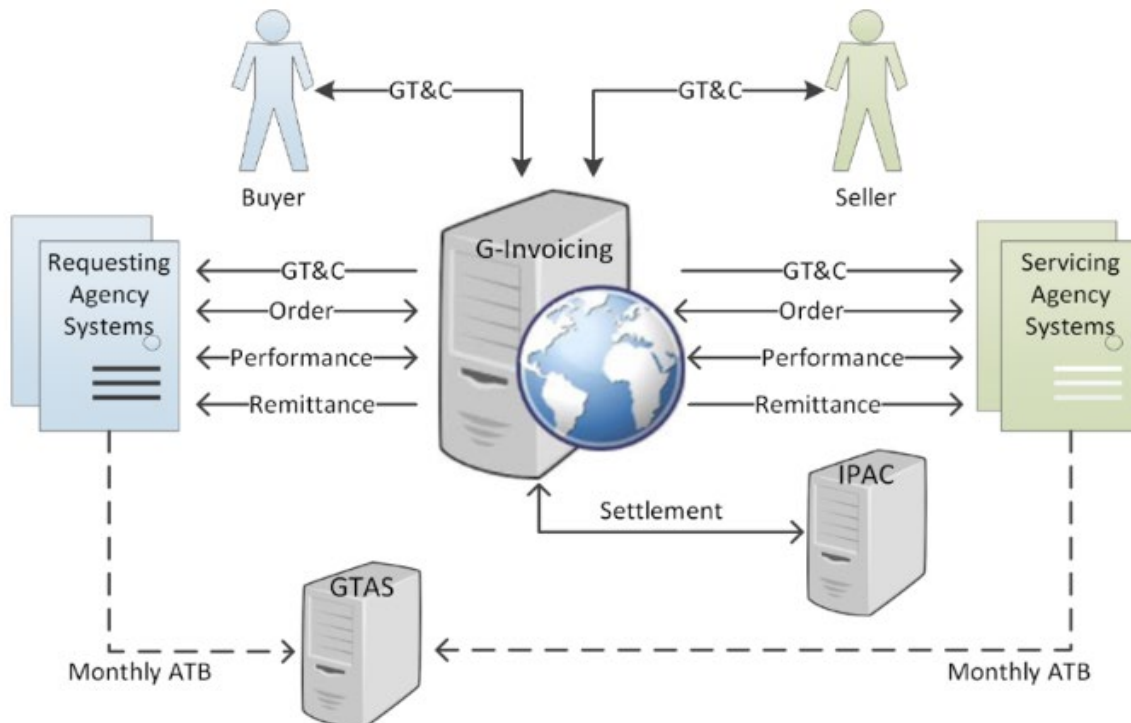 GT&C
GT&C
Buyer
Seller
G-Invoicing
Requesting
Agency
Systems
GT&C
Order
Performance
Remittance
GT&C
Order
Performance
Remittance
Servicing
Agency
Systems
IPAC
Settlement
GTAS
Monthly ATB
Monthly ATB